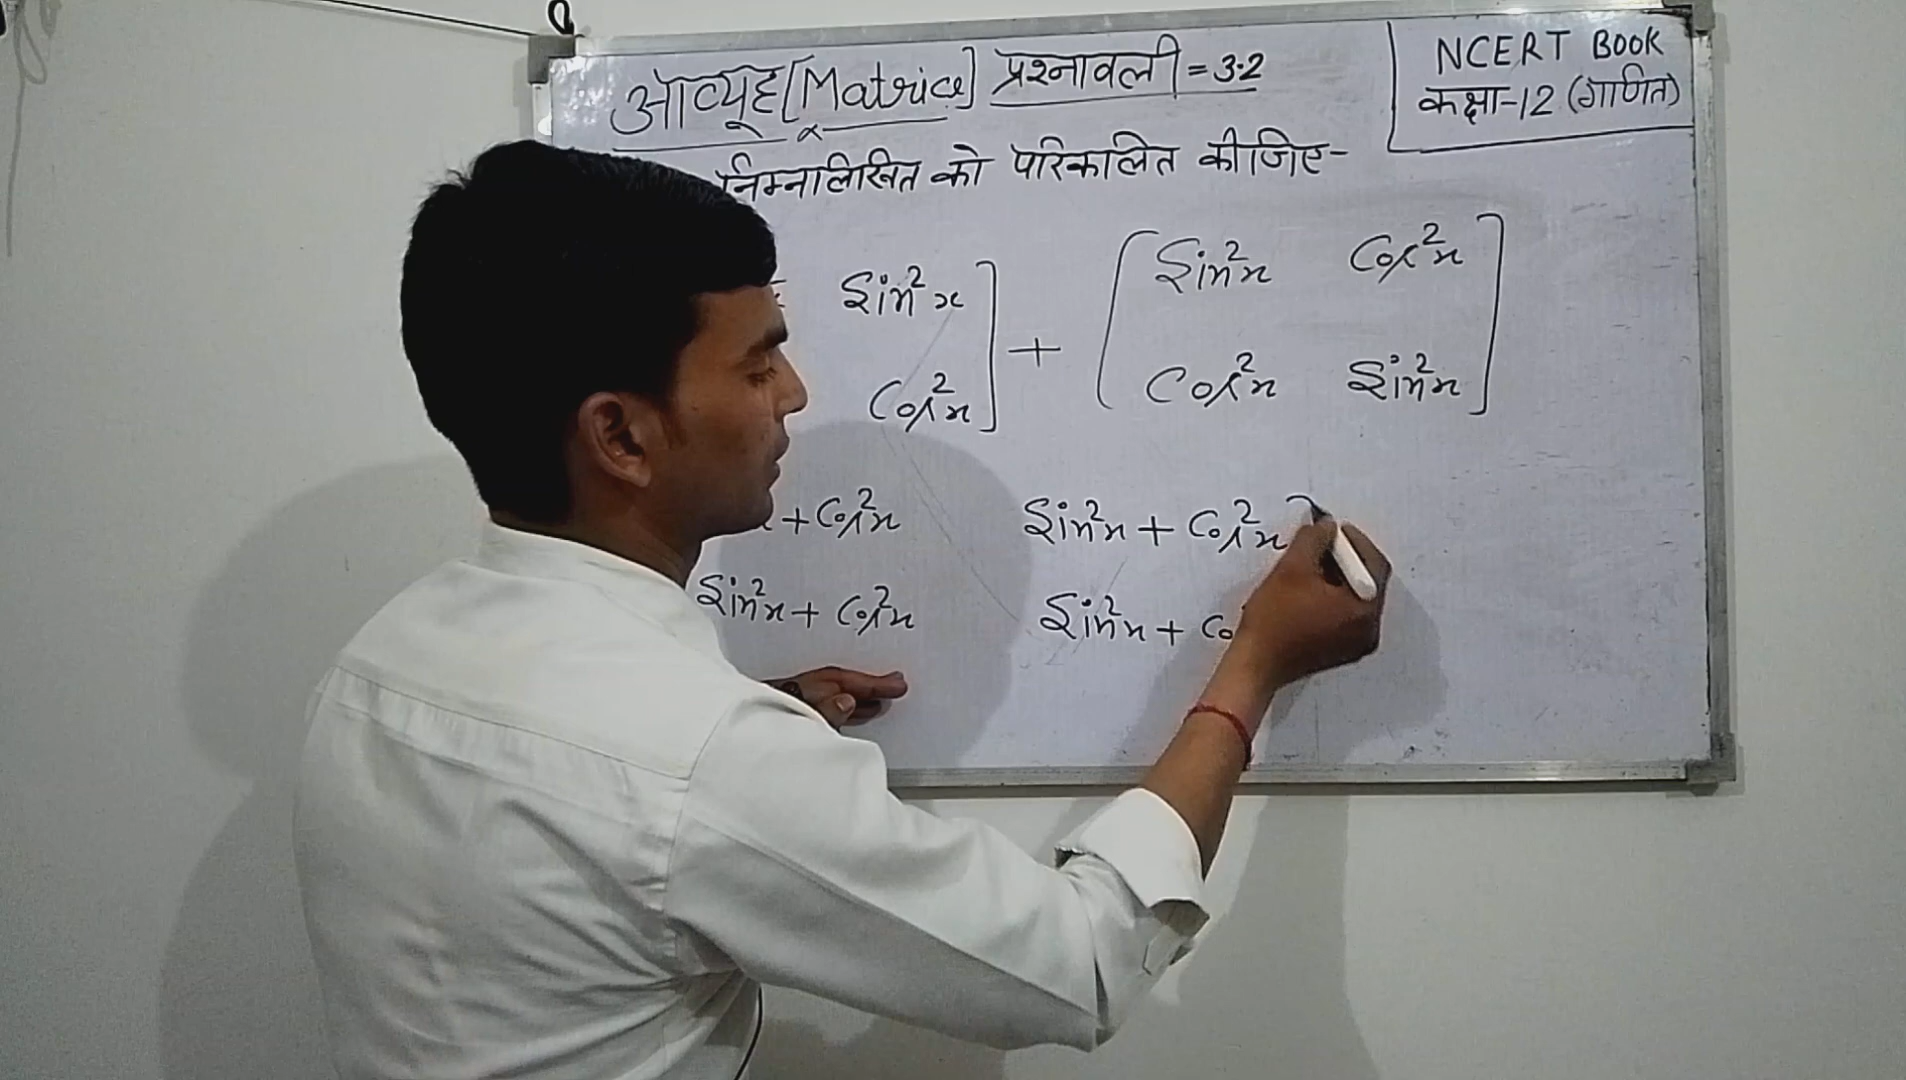 आव्यूह [Matrice] प्रश्नावली = 3.2
NCERT BOOK
कक्षा-12 (गणित)
निम्नलिखित को परिकलित कीजिए-
Sin²x ] + [ Sin²x Cos²x ]
Cos²x ] Cos²x Sin²x ]
x + Cos²x Sin²x + Cos²x
Sin²x + Cos²x Sin²x + Co